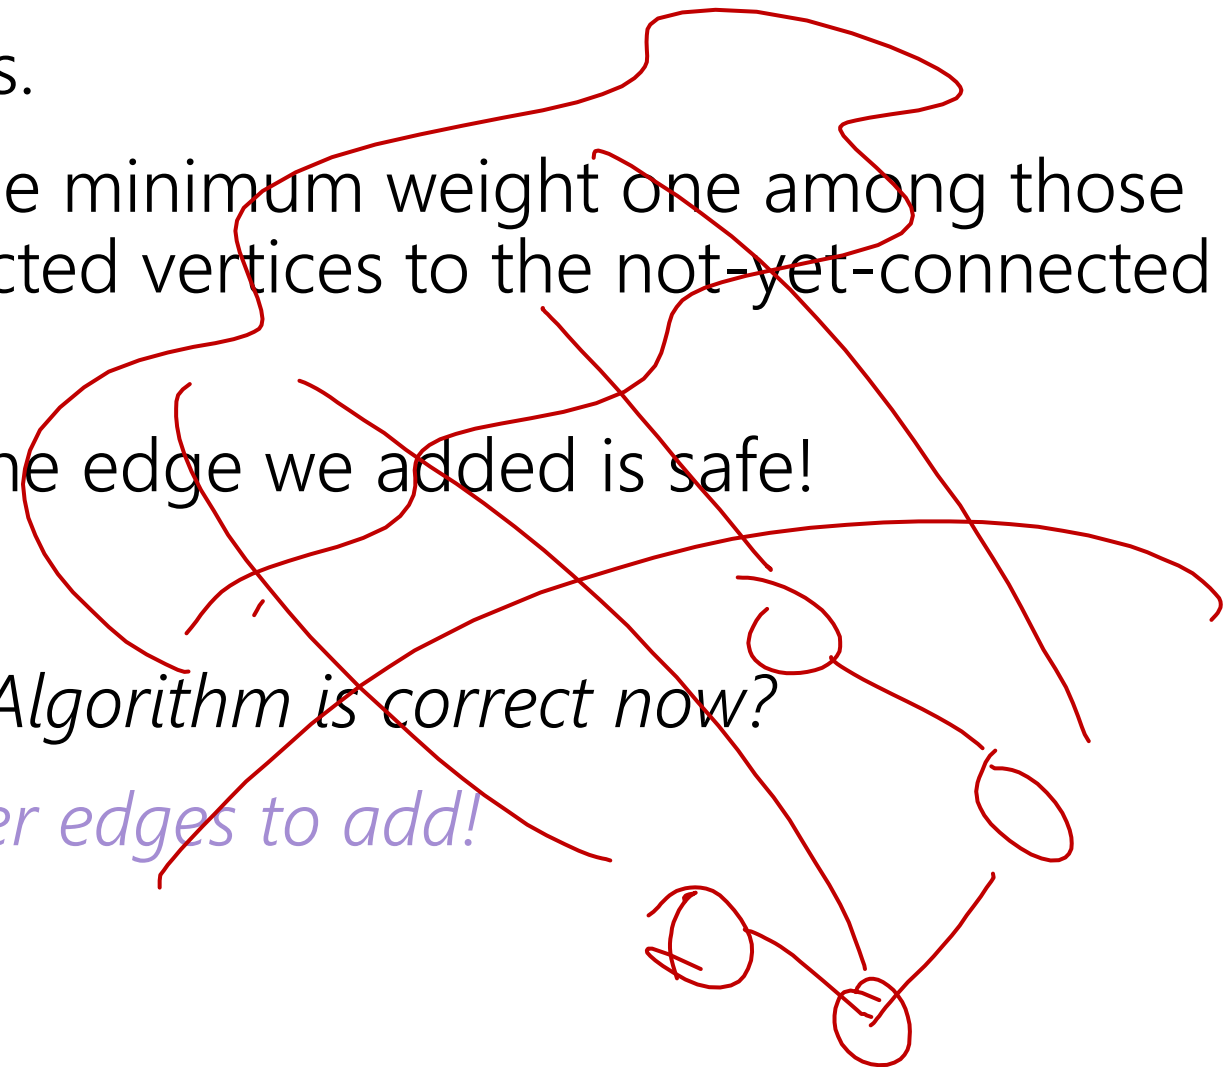 s.
e minimum weight one among those
cted vertices to the not-yet-connected
he edge we added is safe!
Algorithm is correct now?
er edges to add!